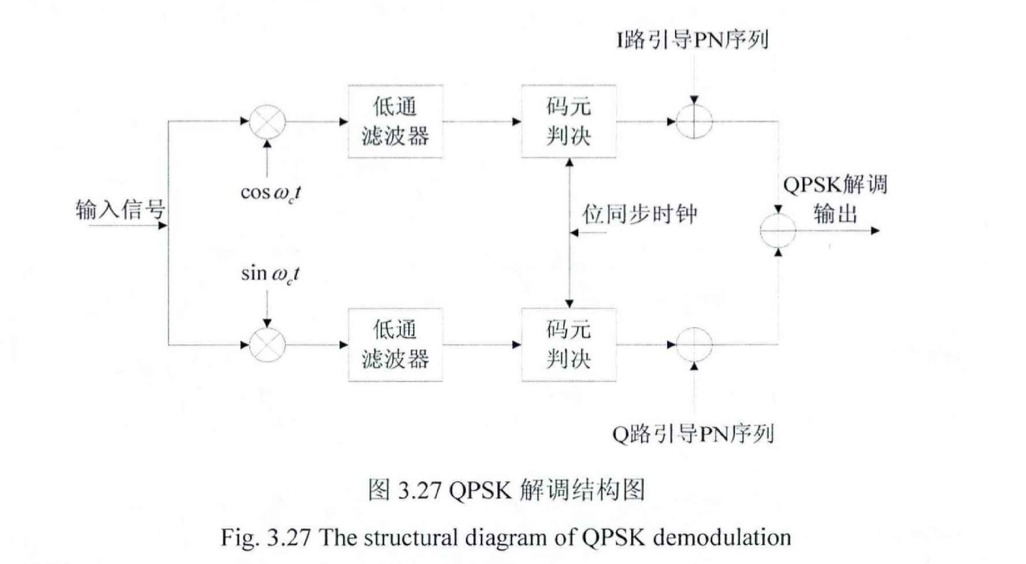 I路引导PN序列
低通
滤波器
码元
判决
cos ω_c t
QPSK解调
输出
输入信号
位同步时钟
sin ω_c t
低通
滤波器
码元
判决
Q路引导PN序列
图 3.27 QPSK 解调结构图
Fig. 3.27 The structural diagram of QPSK demodulation